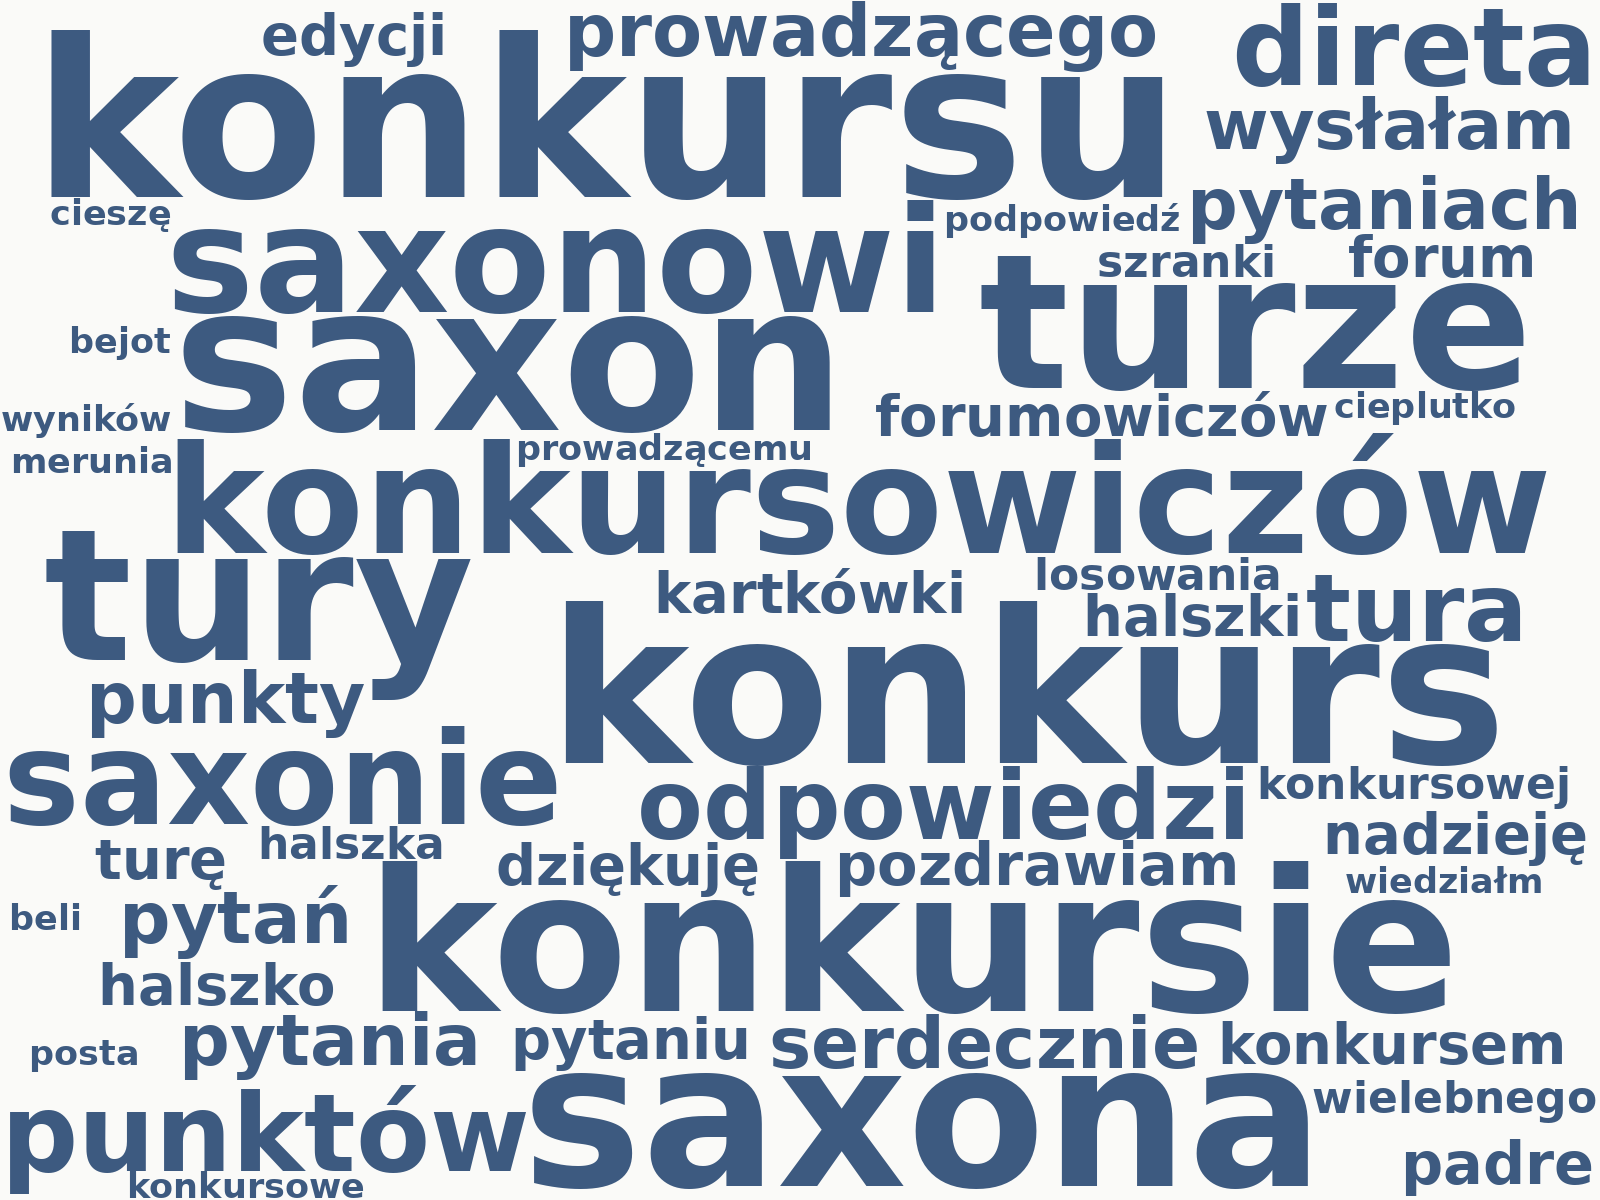 edycji prowadzącego direta
konkursu
wysłałam
cieszę saxonowi podpowiedź pytaniach
szranki forum
bejot saxon turze
wyników forumowiczów cieplutko
merunia prowadzącemu
konkursowiczów
tury kartkówki losowania
halszki tura
punkty konkurs
saxonie odpowiedzi konkursowej
nadzieję
turę halszka dziękuję pozdrawiam
wiedziałm
beli pytań konkursie
halszko
posta pytania pytaniu serdecznie konkursem
wielebnego
punktów saxona padre
konkursowe